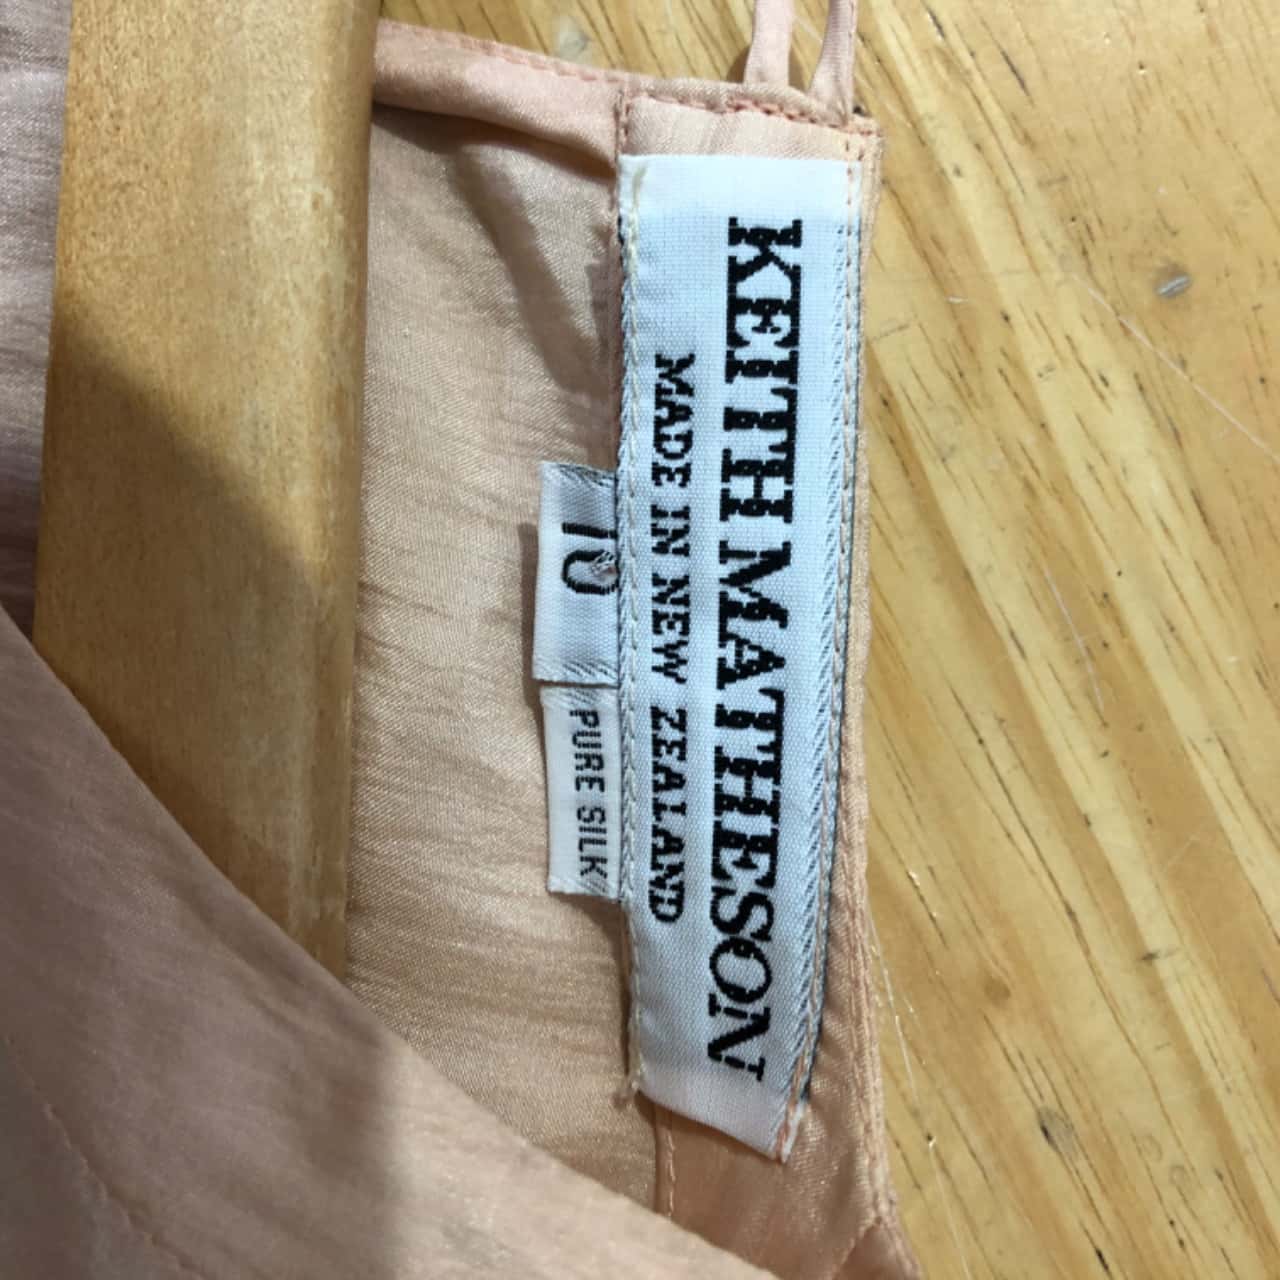 KEITH MATHESON
MADE IN NEW ZEALAND
10
PURE SILK